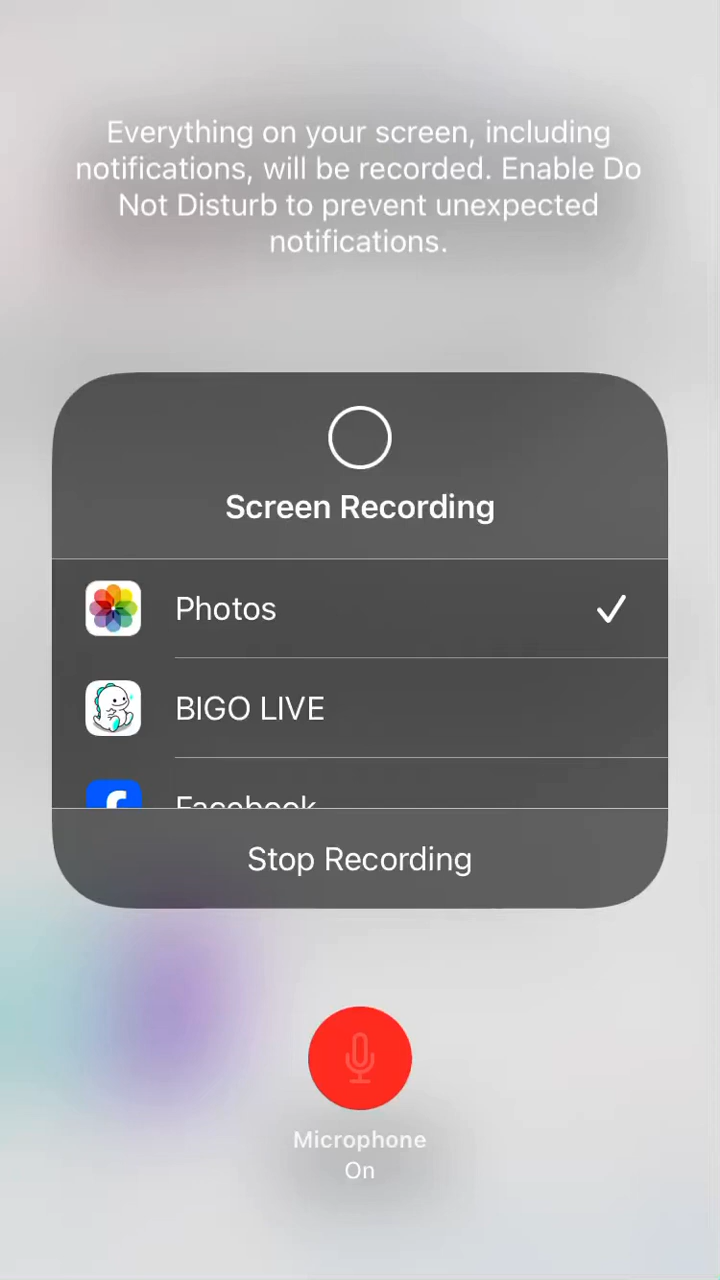 Everything on your screen, including
notifications, will be recorded. Enable Do
Not Disturb to prevent unexpected
notifications.
Screen Recording
Photos
BIGO LIVE
Facebook
Stop Recording
Microphone
On